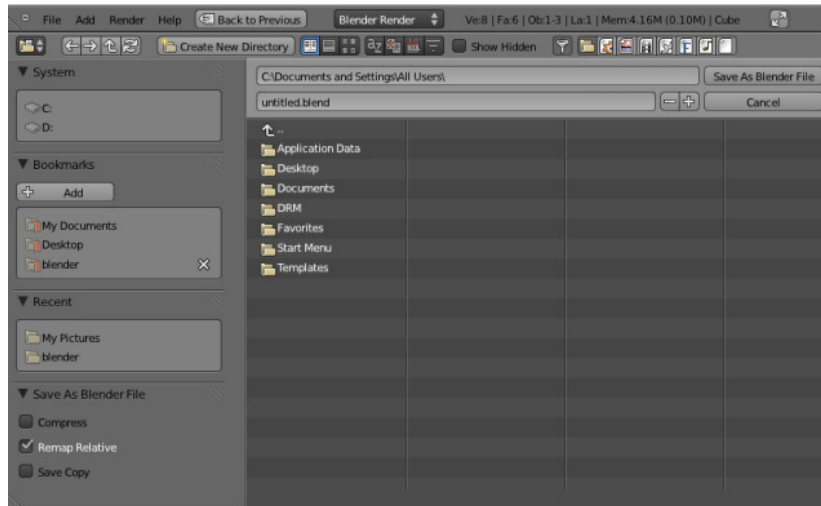 File Add Render Help Back to Previous Blender Render Ve:8 | Fa:6 | Ob:1-3 | La:1 | Mem:4.16M (0.10M) | Cube
Create New Directory Show Hidden
System
C:
D:
Bookmarks
Add
My Documents
Desktop
blender
Recent
My Pictures
blender
Save As Blender File
Compress
Remap Relative
Save Copy
C:\Documents and Settings\All Users\ Save As Blender File
untitled.blend Cancel
..
Application Data
Desktop
Documents
DRM
Favorites
Start Menu
Templates